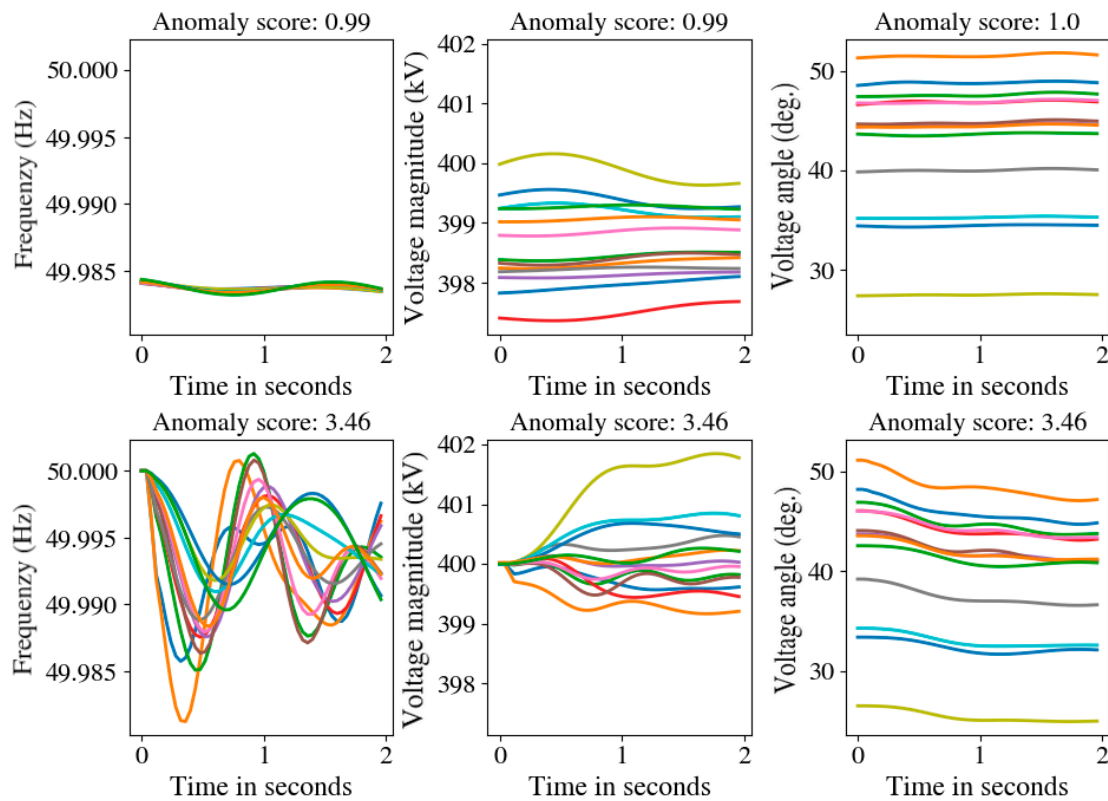 Anomaly score: 0.99
Frequenzy (Hz)
50.000
49.995
49.990
49.985
0
1
2
Time in seconds
Anomaly score: 0.99
Voltage magnitude (kV)
402
401
400
399
398
0
1
2
Time in seconds
Anomaly score: 1.0
Voltage angle (deg.)
50
40
30
0
1
2
Time in seconds
Anomaly score: 3.46
Frequenzy (Hz)
50.000
49.995
49.990
49.985
0
1
2
Time in seconds
Anomaly score: 3.46
Voltage magnitude (kV)
402
401
400
399
398
0
1
2
Time in seconds
Anomaly score: 3.46
Voltage angle (deg.)
50
40
30
0
1
2
Time in seconds